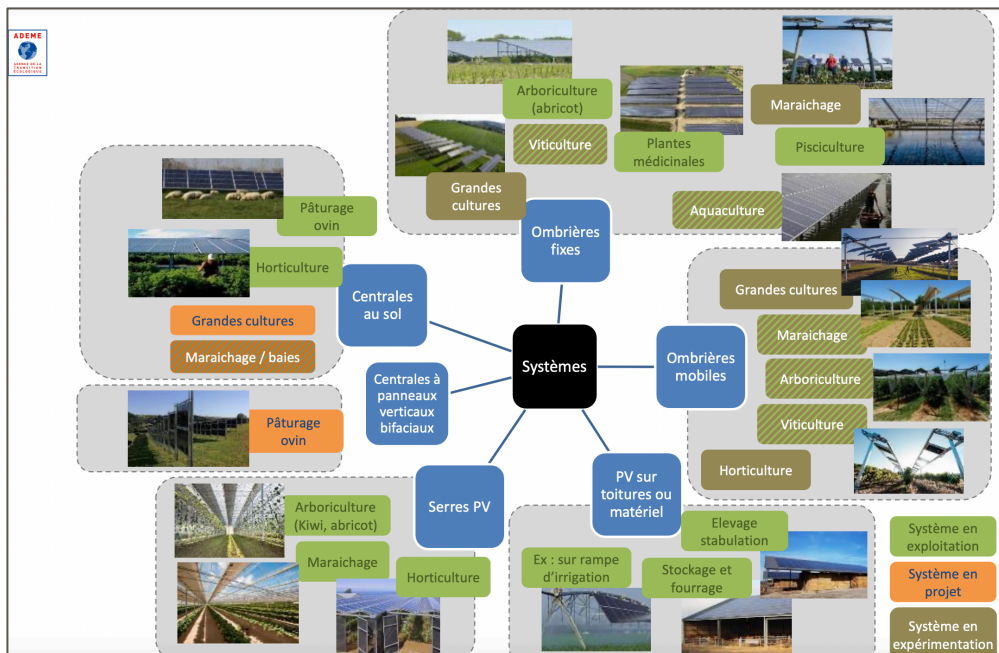 ADEME
AGENCE DE LA
TRANSITION
ÉCOLOGIQUE
Arboriculture
(abricot)
Viticulture
Plantes
médicinales
Maraichage
Pisciculture
Grandes
cultures
Aquaculture
Ombrières
fixes
Pâturage
ovin
Horticulture
Grandes cultures
Maraichage / baies
Centrales
au sol
Systèmes
Centrales à
panneaux
verticaux
bifaciaux
Pâturage
ovin
Ombrières
mobiles
Grandes cultures
Maraichage
Arboriculture
Viticulture
Horticulture
Serres PV
Arboriculture
(Kiwi, abricot)
Maraichage
Horticulture
PV sur
toitures ou
matériel
Elevage
stabulation
Ex : sur rampe
d’irrigation
Stockage et
fourrage
Système en
exploitation
Système en
projet
Système en
expérimentation